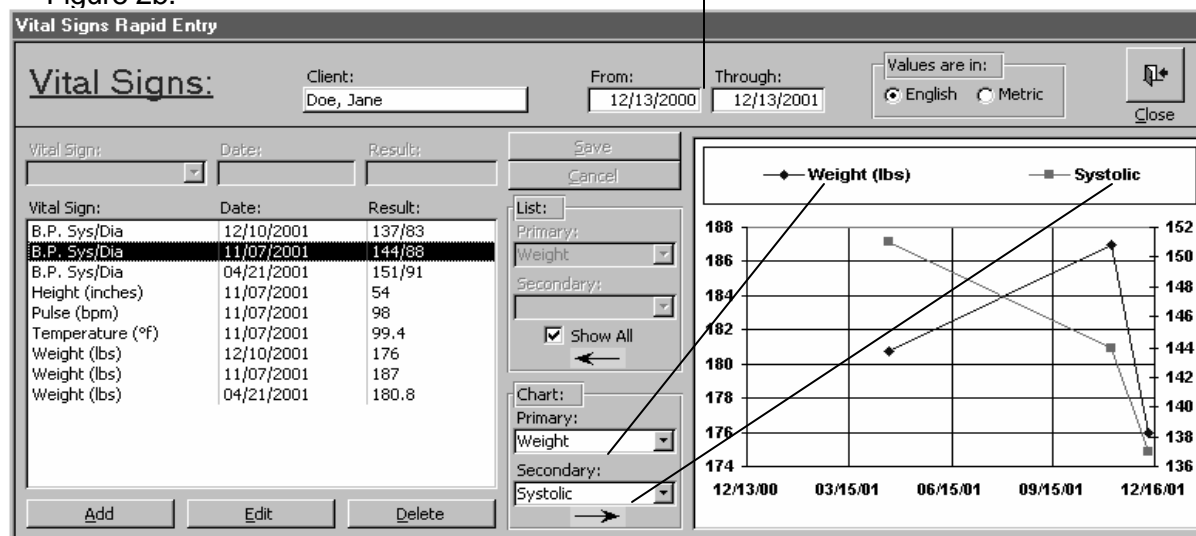 Figure 2b.
Vital Signs Rapid Entry
Vital Signs:
Client:
Doe, Jane
From:
12/13/2000
Through:
12/13/2001
Values are in:
English Metric
Close
Vital Sign: Date: Result:
Save
Cancel
Vital Sign: Date: Result:
B.P. Sys/Dia 12/10/2001 137/83
B.P. Sys/Dia 11/07/2001 144/88
B.P. Sys/Dia 04/21/2001 151/91
Height (inches) 11/07/2001 54
Pulse (bpm) 11/07/2001 98
Temperature (°f) 11/07/2001 99.4
Weight (lbs) 12/10/2001 176
Weight (lbs) 11/07/2001 187
Weight (lbs) 04/21/2001 180.8
Add Edit Delete
List:
Primary:
Weight
Secondary:
Show All
Chart:
Primary:
Weight
Secondary:
Systolic
Weight (lbs) Systolic
188 152
186 150
184 148
182 146
180 144
178 142
176 140
174 138
136
12/13/00 03/15/01 06/15/01 09/15/01 12/16/01